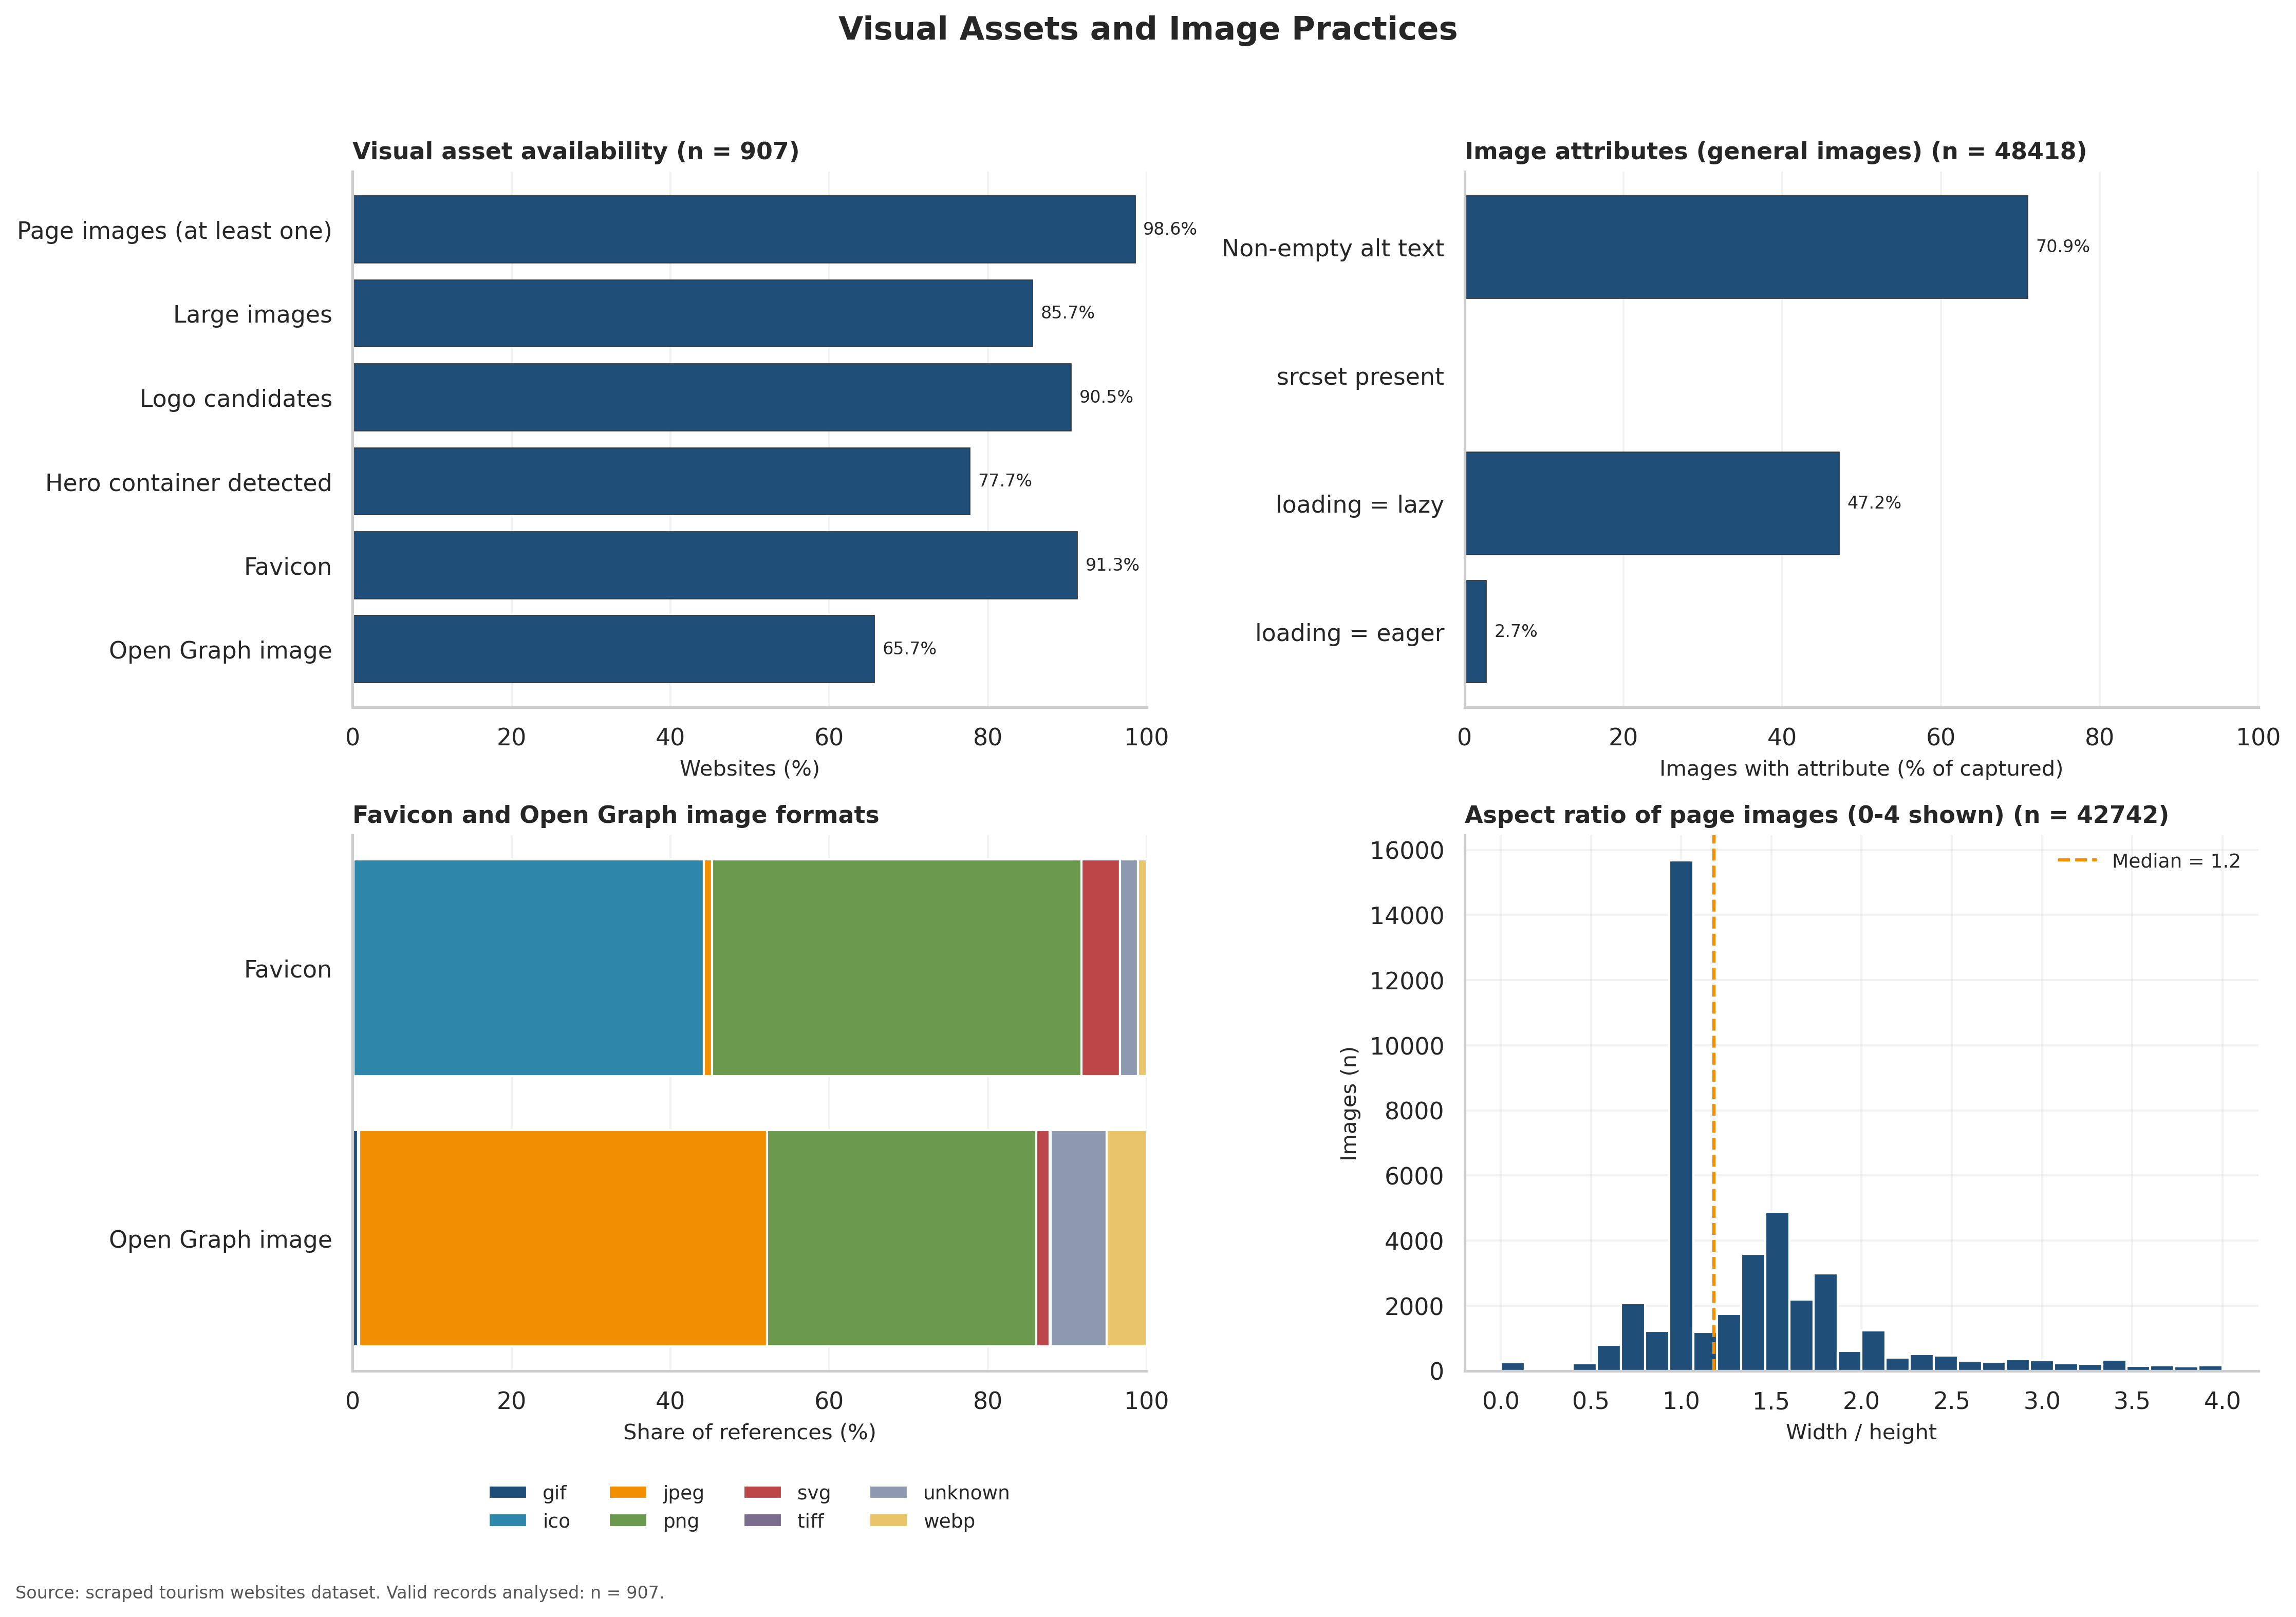 Visual Assets and Image Practices
Visual asset availability (n = 907)
Page images (at least one)
98.6%
Large images
85.7%
Logo candidates
90.5%
Hero container detected
77.7%
Favicon
91.3%
Open Graph image
65.7%
0 20 40 60 80 100
Websites (%)
Image attributes (general images) (n = 48418)
Non-empty alt text
70.9%
srcset present
loading = lazy
47.2%
loading = eager
2.7%
0 20 40 60 80 100
Images with attribute (% of captured)
Favicon and Open Graph image formats
Favicon
Open Graph image
0 20 40 60 80 100
Share of references (%)
gif jpeg svg unknown
ico png tiff webp
Aspect ratio of page images (0-4 shown) (n = 42742)
Median = 1.2
16000
14000
12000
10000
8000
6000
4000
2000
0
Images (n)
0.0 0.5 1.0 1.5 2.0 2.5 3.0 3.5 4.0
Width / height
Source: scraped tourism websites dataset. Valid records analysed: n = 907.